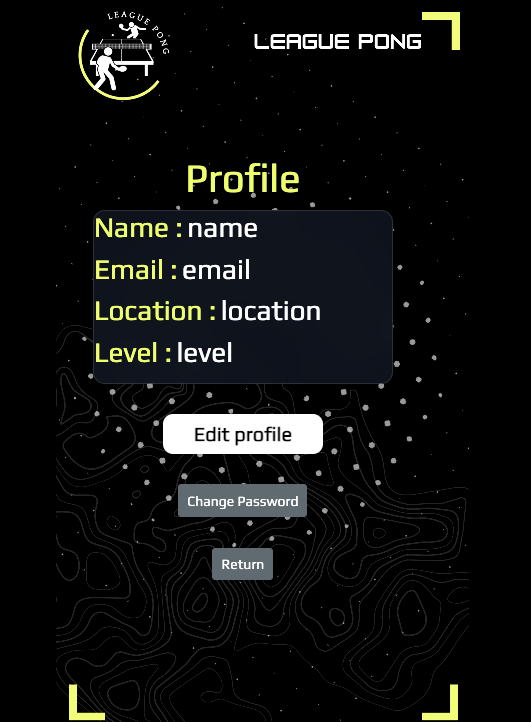 LEAGUE PONG
LEAGUE PONG
Profile
Name : name
Email : email
Location : location
Level : level
Edit profile
Change Password
Return